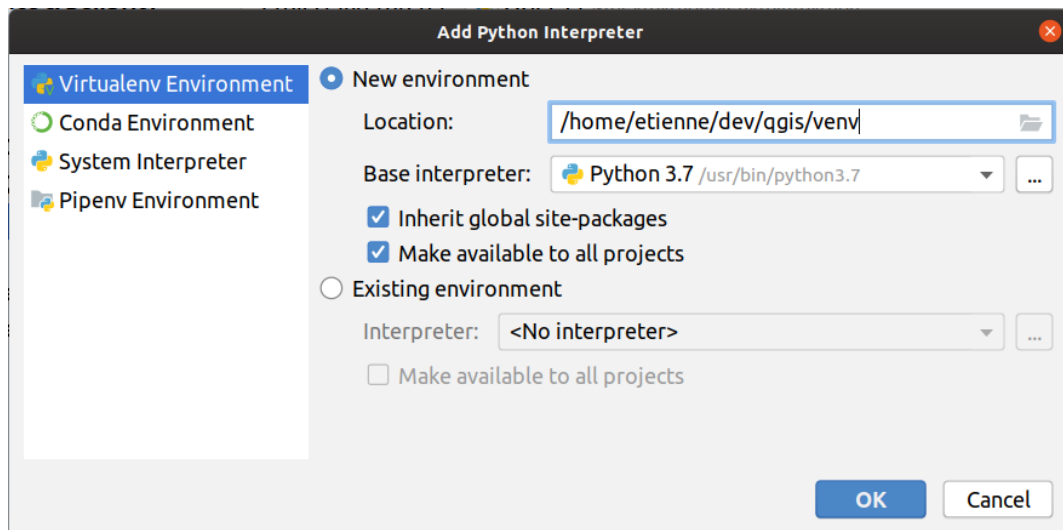 Add Python Interpreter
Virtualenv Environment
Conda Environment
System Interpreter
Pipenv Environment
New environment
Location: /home/etienne/dev/qgis/venv
Base interpreter: Python 3.7 /usr/bin/python3.7 ...
Inherit global site-packages
Make available to all projects
Existing environment
Interpreter: <No interpreter> ...
Make available to all projects
OK Cancel